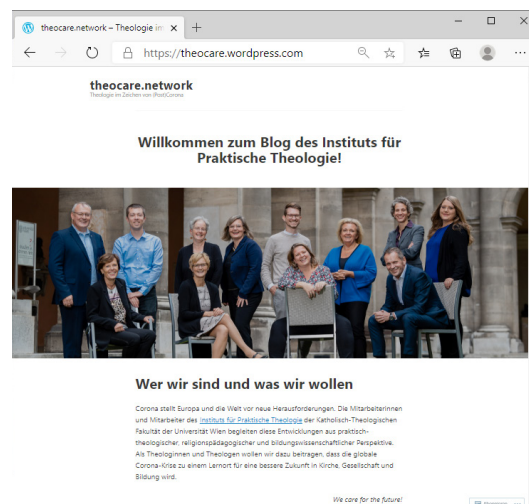 theocare.network – Theologie im
https://theocare.wordpress.com
theocare.network
Theologie im Zeichen von (Post)Corona
Willkommen zum Blog des Instituts für
Praktische Theologie!
Wer wir sind und was wir wollen
Corona stellt Europa und die Welt vor neue Herausforderungen. Die Mitarbeiterinnen
und Mitarbeiter des Instituts für Praktische Theologie der Katholisch-Theologischen
Fakultät der Universität Wien begleiten diese Entwicklungen aus praktisch-
theologischer, religionspädagogischer und bildungswissenschaftlicher Perspektive.
Als Theologinnen und Theologen wollen wir dazu beitragen, dass die globale
Corona-Krise zu einem Lernort für eine bessere Zukunft in Kirche, Gesellschaft und
Bildung wird.
We care for the future!